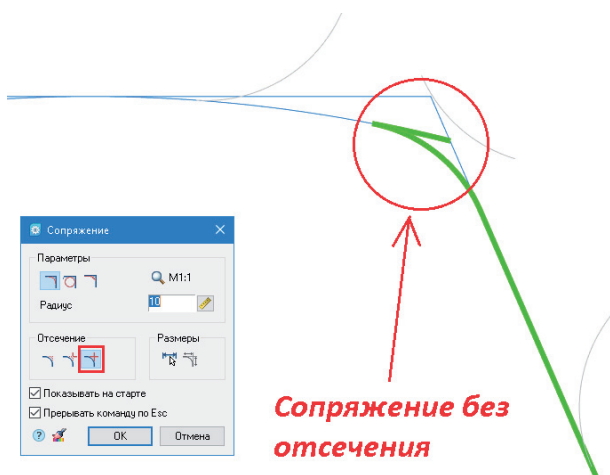 Сопряжение
Параметры
М1:1
Радиус
10
Отсечение
Размеры
Показывать на старте
Прерывать команду по Esc
OK
Отмена
Сопряжение без
отсечения